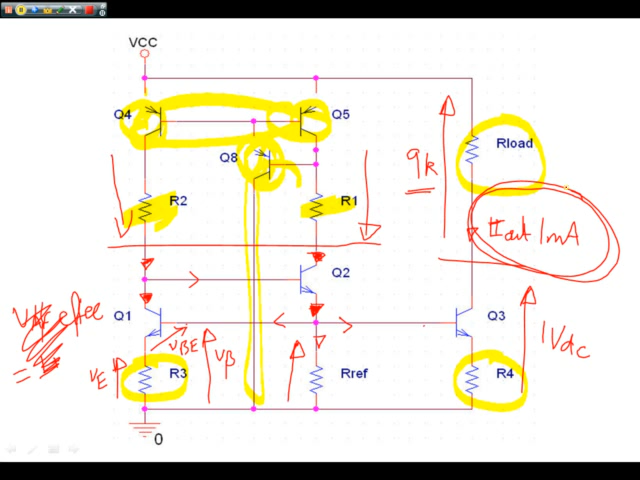 VCC
Q4
Q5
Q8
9k
Rload
R2
R1
Iout 1mA
Q2
Q1
VBE
VB
Q3
1Vdc
VE
R3
Rref
R4
0